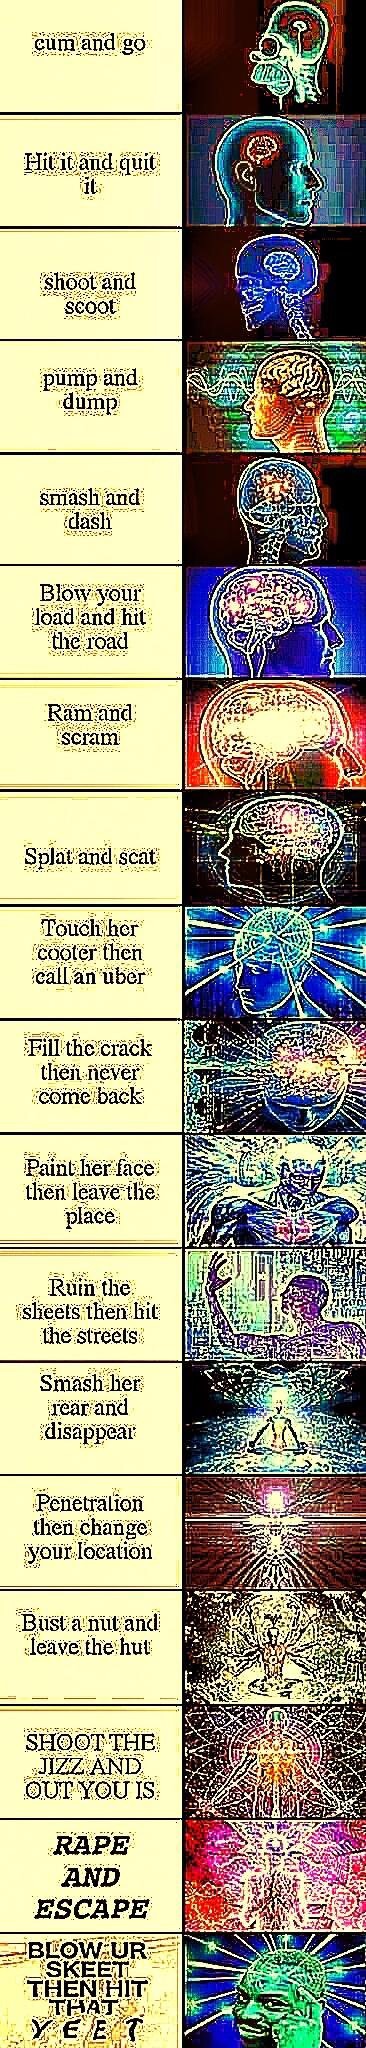 cum and go
Hit it and quit
it
shoot and
scoot
pump and
dump
smash and
dash
Blow your
load and hit
the road
Ram and
scram
Splat and scat
Touch her
cooter then
call an uber
Fill the crack
then never
come back
Paint her face
then leave the
place
Ruin the
sheets then hit
the streets
Smash her
rear and
disappear
Penetration
then change
your location
Bust a nut and
leave the hut
SHOOT THE
JIZZ AND
OUT YOU IS
RAPE
AND
ESCAPE
BLOW UR
SKEET
THEN HIT
THAT
YEET